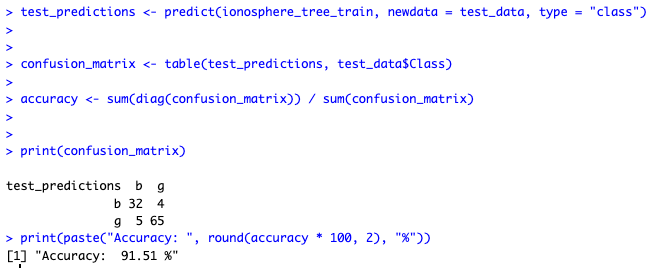 > test_predictions <- predict(ionosphere_tree_train, newdata = test_data, type = "class")
>
>
> confusion_matrix <- table(test_predictions, test_data$Class)
>
> accuracy <- sum(diag(confusion_matrix)) / sum(confusion_matrix)
>
>
> print(confusion_matrix)
test_predictions  b  g
               b 32  4
               g  5 65
> print(paste("Accuracy: ", round(accuracy * 100, 2), "%"))
[1] "Accuracy:  91.51 %"